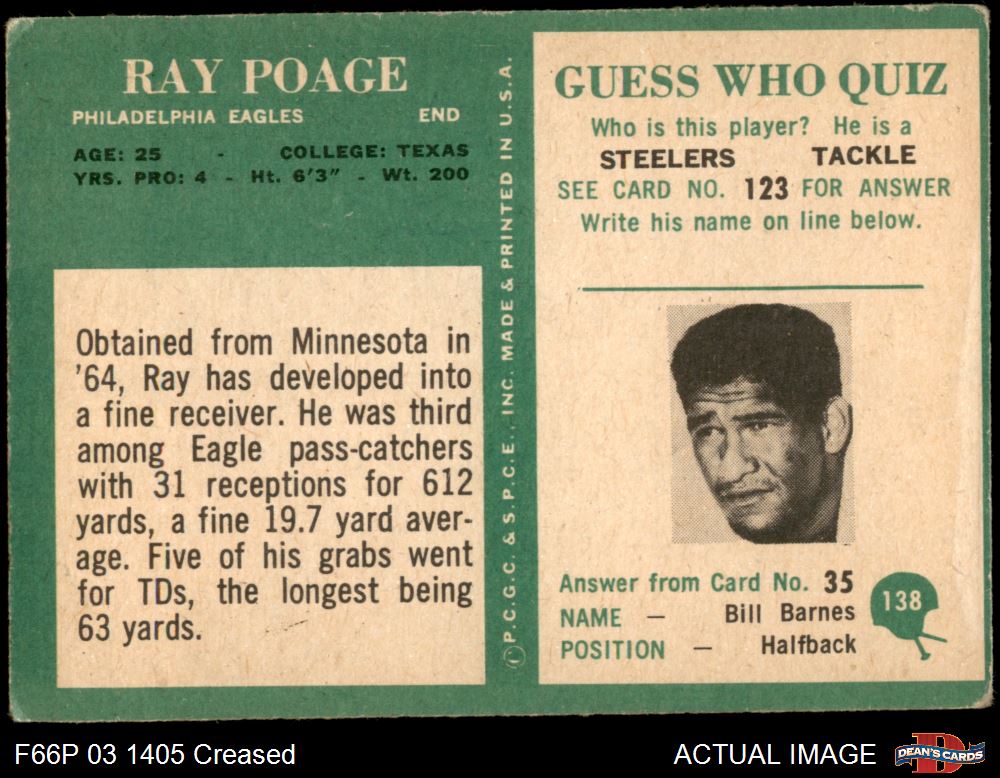 RAY POAGE
PHILADELPHIA EAGLES END
AGE: 25 - COLLEGE: TEXAS
YRS. PRO: 4 - Ht. 6'3" - Wt. 200
Obtained from Minnesota in
'64, Ray has developed into
a fine receiver. He was third
among Eagle pass-catchers
with 31 receptions for 612
yards, a fine 19.7 yard aver-
age. Five of his grabs went
for TDs, the longest being
63 yards.
©P.C.G.C. & S.P.C.E., INC. MADE & PRINTED IN U.S.A.
GUESS WHO QUIZ
Who is this player? He is a
STEELERS TACKLE
SEE CARD NO. 123 FOR ANSWER
Write his name on line below.
Answer from Card No. 35
NAME — Bill Barnes
POSITION — Halfback
138
F66P 03 1405 Creased
ACTUAL IMAGE
D
DEAN'S CARDS